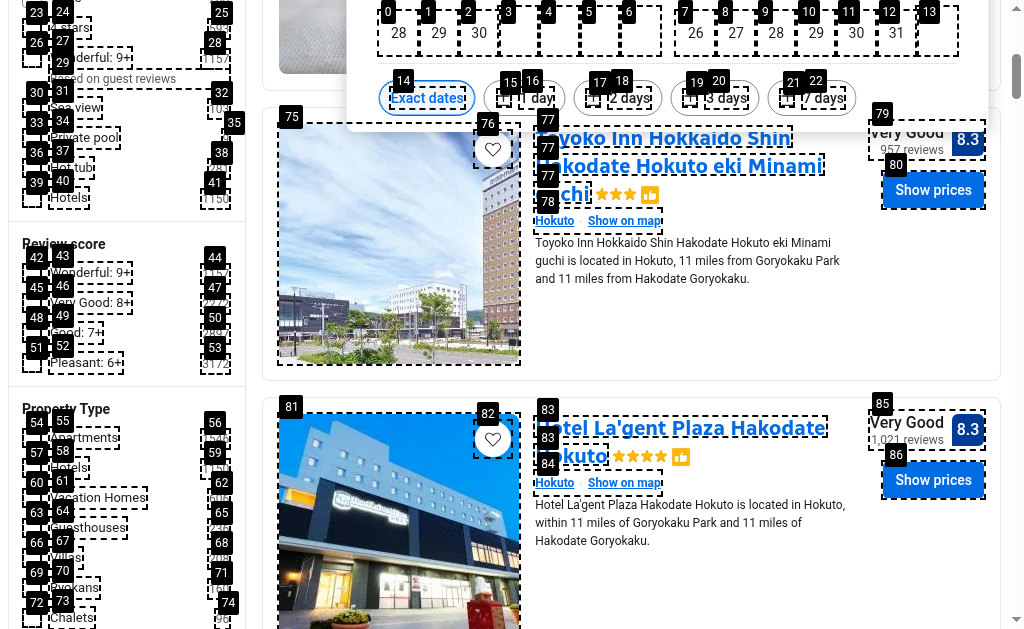 0 1 2 3 4 5 6 7 8 9 10 11 12 13
28 29 30 26 27 28 29 30 31
14 15 16 17 18 19 20 21 22
Exact dates 1 day 2 days 3 days 7 days
23 24 25
stars 593
26 27 28
Wonderful: 9+ 1157
29
Based on guest reviews
30 31 32
Sea view 103
33 34 35
Private pool 9
36 37 38
Hot tub
39 40 41
Hotels 1150
Review score
42 43 44
Wonderful: 9+ 1157
45 46 47
Very Good: 8+ 2272
48 49 50
Good: 7+ 2897
51 52 53
Pleasant: 6+ 3172
Property Type
54 55 56
Apartments
57 58 59
Hotels 1150
60 61 62
Vacation Homes
63 64 65
Guesthouses
66 67 68
Villas
69 70 71
Ryokans
72 73 74
Chalets 96
75 76 77 77 77 78
Toyoko Inn Hokkaido Shin
Hakodate Hokuto eki Minami
guchi
Hokuto · Show on map
Toyoko Inn Hokkaido Shin Hakodate Hokuto eki Minami
guchi is located in Hokuto, 11 miles from Goryokaku Park
and 11 miles from Hakodate Goryokaku.
79
Very Good 8.3
957 reviews
80
Show prices
81 82 83 83 84
Hotel La'gent Plaza Hakodate
Hokuto
Hokuto · Show on map
Hotel La'gent Plaza Hakodate Hokuto is located in Hokuto,
within 11 miles of Goryokaku Park and 11 miles of
Hakodate Goryokaku.
85
Very Good 8.3
1,021 reviews
86
Show prices